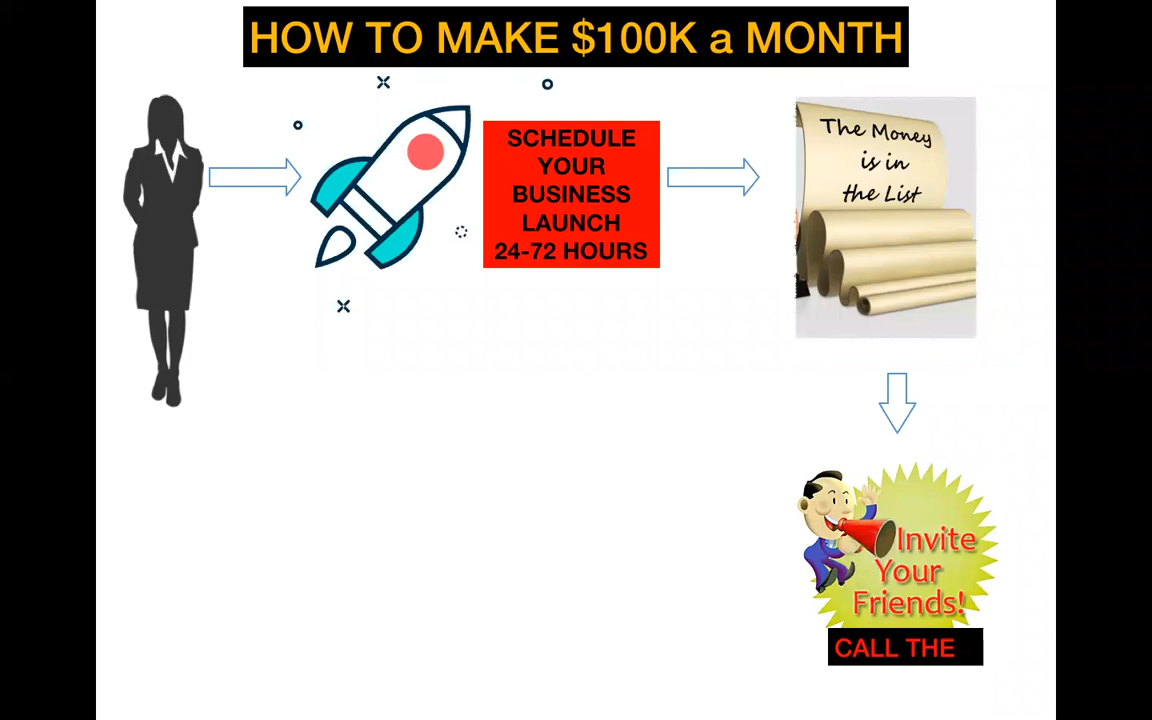 HOW TO MAKE $100K a MONTH
SCHEDULE
YOUR
BUSINESS
LAUNCH
24-72 HOURS
The Money
is in
the List
Invite
Your
Friends!
CALL THE